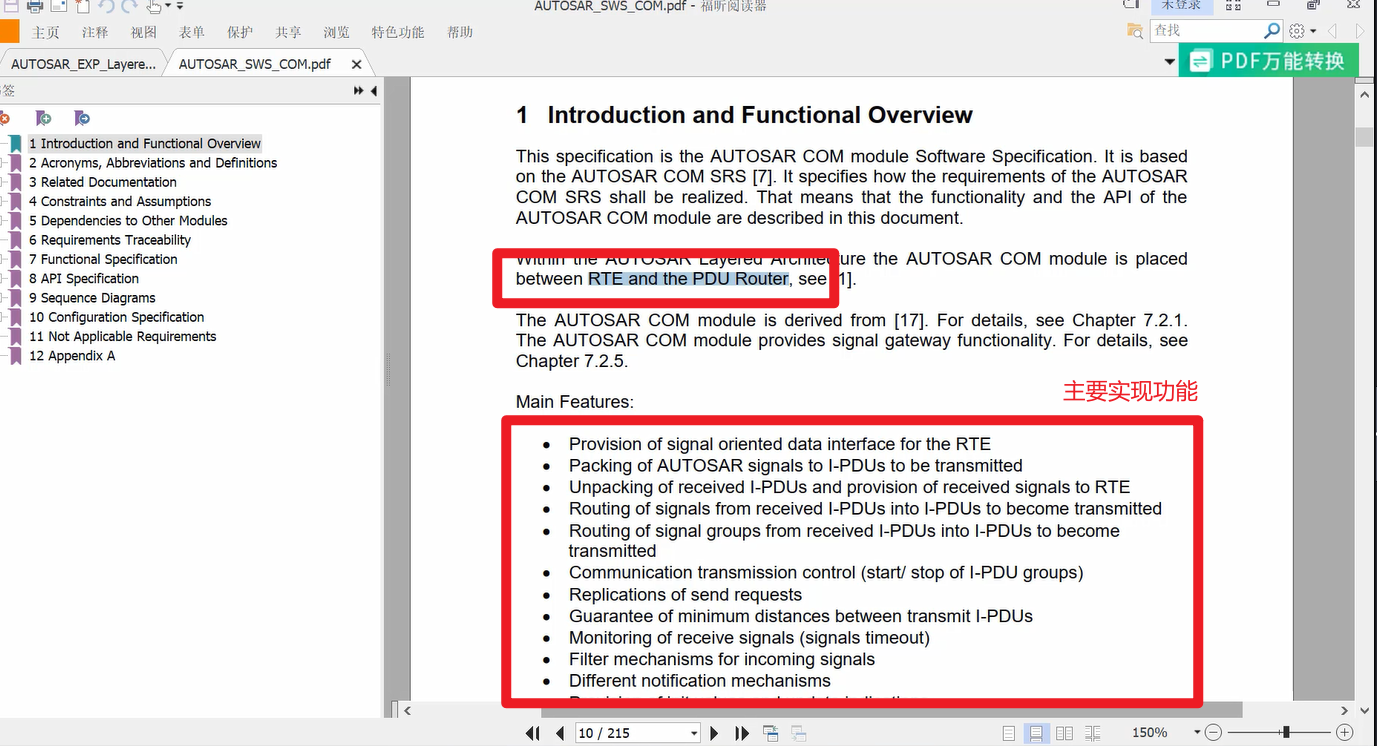 AUTOSAR_SWS_COM.pdf - 福昕阅读器
未登录
主页 注释 视图 表单 保护 共享 浏览 特色功能 帮助
查找
AUTOSAR_EXP_Layere... AUTOSAR_SWS_COM.pdf
PDF万能转换
签
1 Introduction and Functional Overview
2 Acronyms, Abbreviations and Definitions
3 Related Documentation
4 Constraints and Assumptions
5 Dependencies to Other Modules
6 Requirements Traceability
7 Functional Specification
8 API Specification
9 Sequence Diagrams
10 Configuration Specification
11 Not Applicable Requirements
12 Appendix A
1 Introduction and Functional Overview
This specification is the AUTOSAR COM module Software Specification. It is based
on the AUTOSAR COM SRS [7]. It specifies how the requirements of the AUTOSAR
COM SRS shall be realized. That means that the functionality and the API of the
AUTOSAR COM module are described in this document.
Within the AUTOSAR Layered Architecture the AUTOSAR COM module is placed
between RTE and the PDU Router, see 1].
The AUTOSAR COM module is derived from [17]. For details, see Chapter 7.2.1.
The AUTOSAR COM module provides signal gateway functionality. For details, see
Chapter 7.2.5.
主要实现功能
Main Features:
• Provision of signal oriented data interface for the RTE
• Packing of AUTOSAR signals to I-PDUs to be transmitted
• Unpacking of received I-PDUs and provision of received signals to RTE
• Routing of signals from received I-PDUs into I-PDUs to become transmitted
• Routing of signal groups from received I-PDUs into I-PDUs to become
transmitted
• Communication transmission control (start/ stop of I-PDU groups)
• Replications of send requests
• Guarantee of minimum distances between transmit I-PDUs
• Monitoring of receive signals (signals timeout)
• Filter mechanisms for incoming signals
• Different notification mechanisms
10 / 215
150%